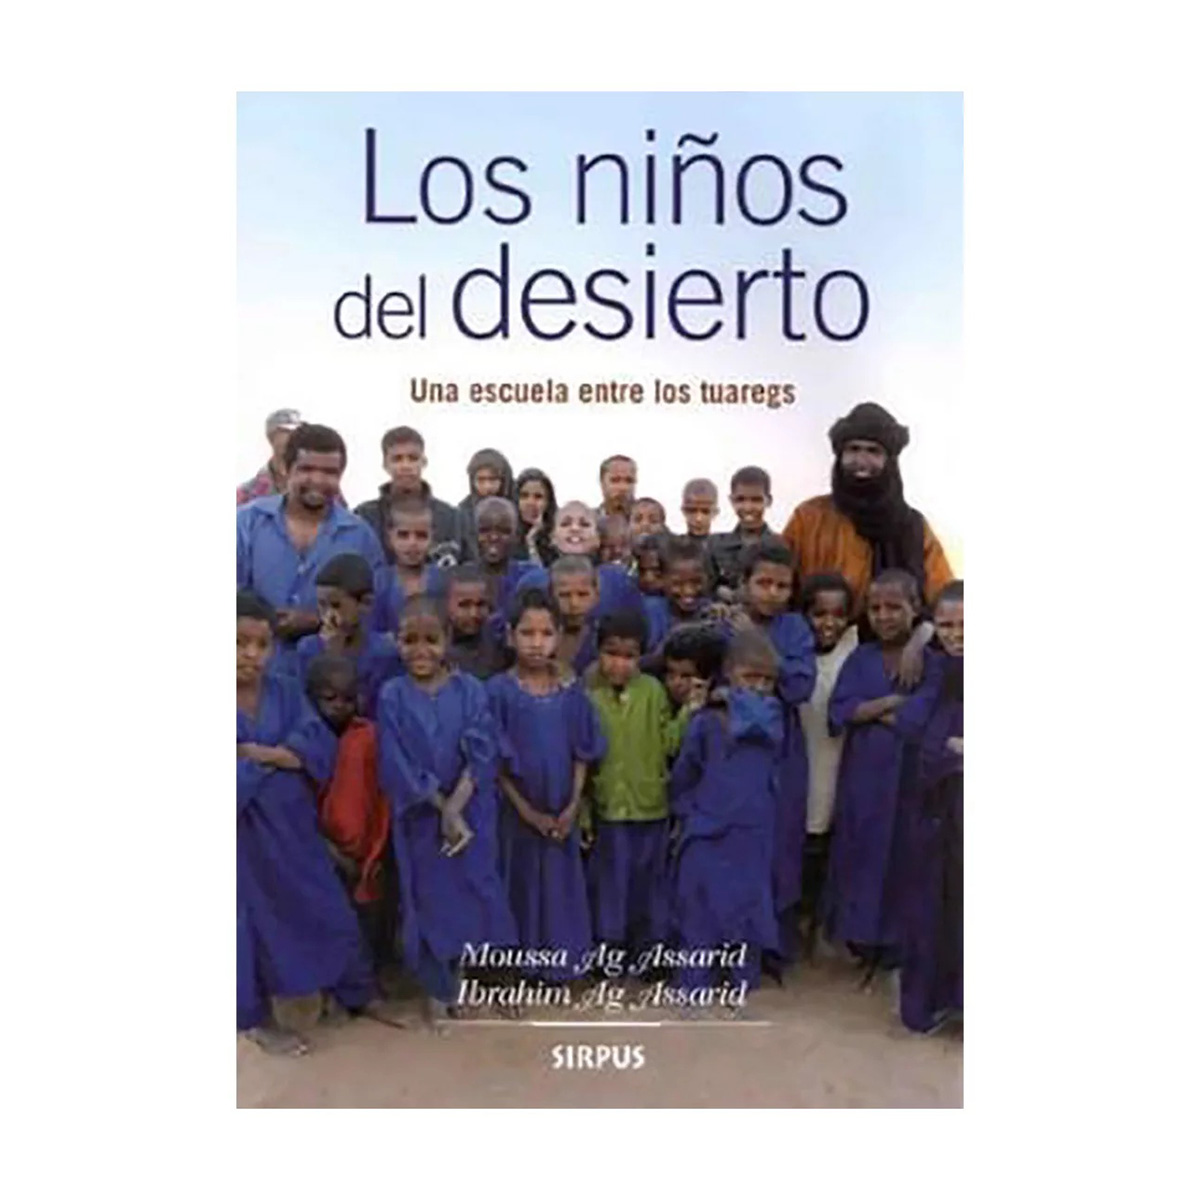 Los niños
del desierto
Una escuela entre los tuaregs
Moussa Ag Assarid
Ibrahim Ag Assarid
SIRPUS